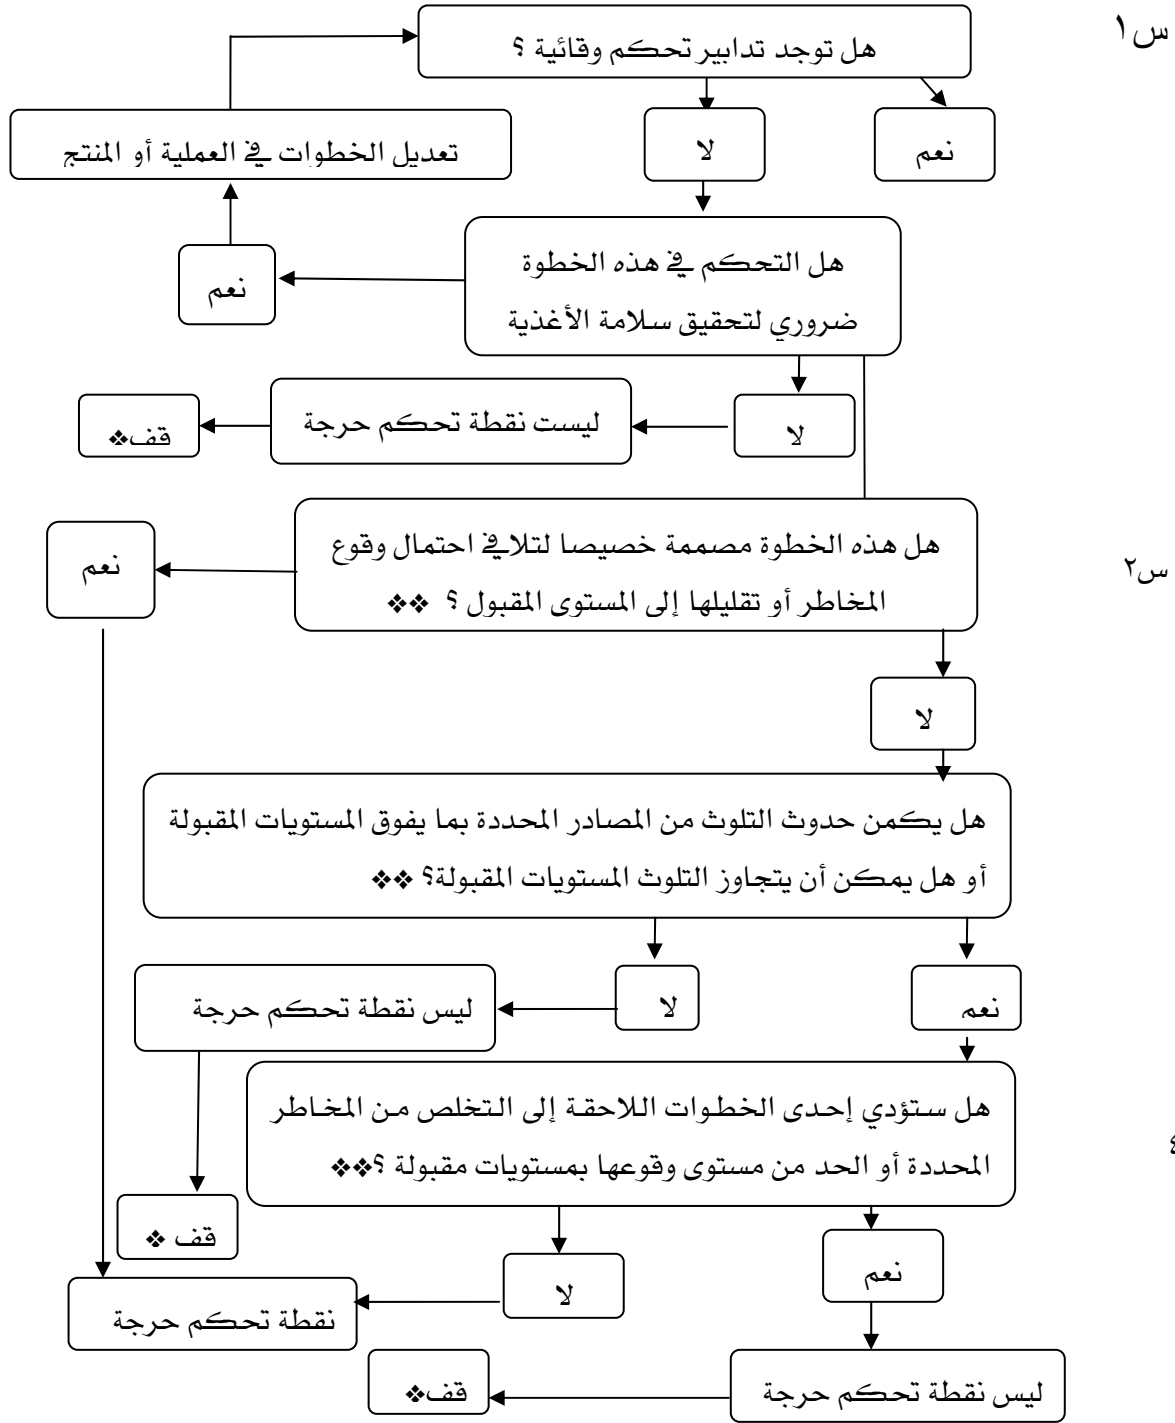 س١
هل توجد تدابير تحكم وقائية ؟
نعم
لا
تعديل الخطوات في العملية أو المنتج
هل التحكم في هذه الخطوة
ضروري لتحقيق سلامة الأغذية
نعم
لا
ليست نقطة تحكم حرجة
قف❖
س٢
هل هذه الخطوة مصممة خصيصا لتلافي احتمال وقوع
المخاطر أو تقليلها إلى المستوى المقبول ؟ ❖❖
نعم
لا
هل يكمن حدوث التلوث من المصادر المحددة بما يفوق المستويات المقبولة
أو هل يمكن أن يتجاوز التلوث المستويات المقبولة؟ ❖❖
نعم
لا
ليس نقطة تحكم حرجة
قف ❖
٤
هل ستؤدي إحدى الخطوات اللاحقة إلى التخلص من المخاطر
المحددة أو الحد من مستوى وقوعها بمستويات مقبولة ؟❖❖
نعم
لا
نقطة تحكم حرجة
ليس نقطة تحكم حرجة
قف❖